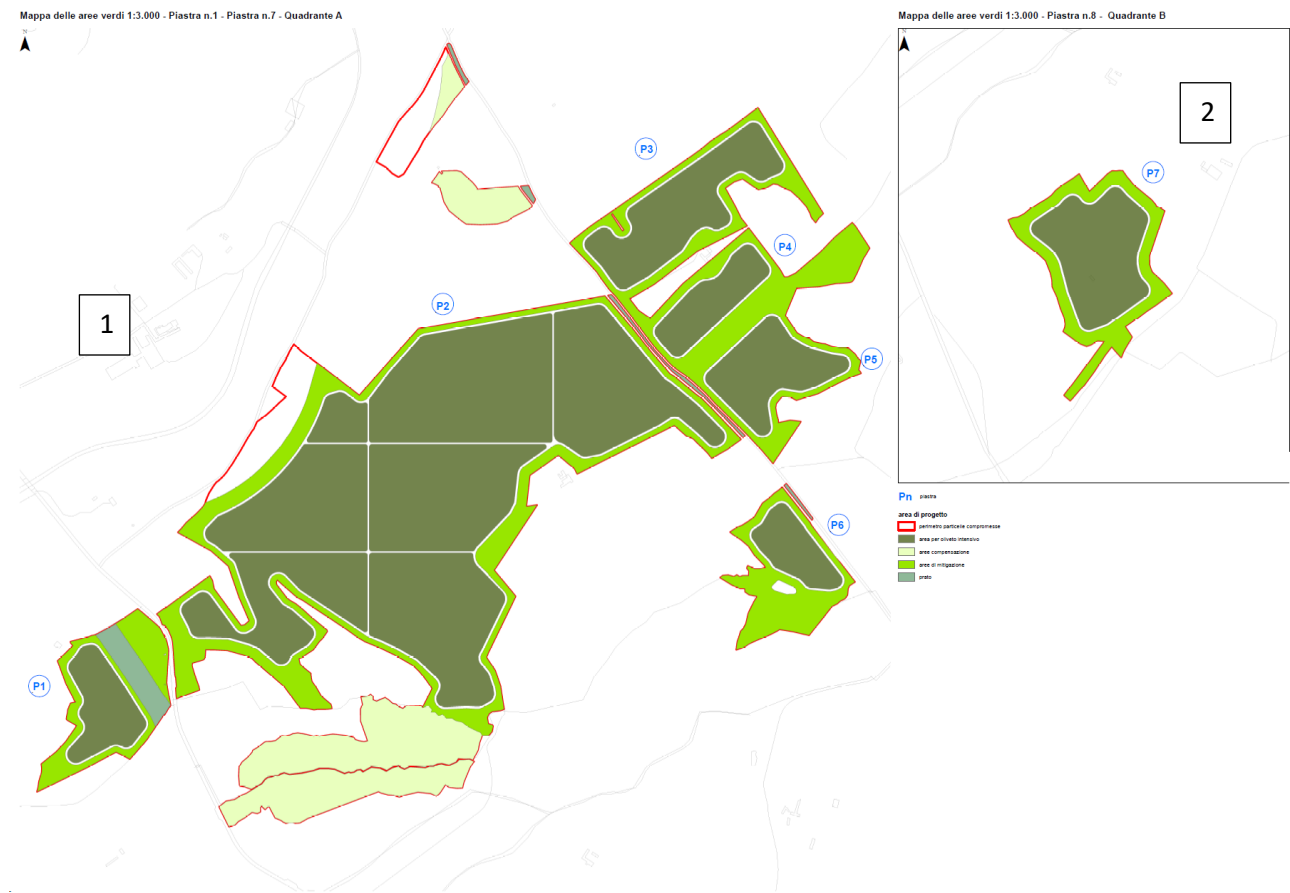 Mappa delle aree verdi 1:3.000 - Piastra n.1 - Piastra n.7 - Quadrante A
Mappa delle aree verdi 1:3.000 - Piastra n.8 - Quadrante B
N
N
2
P3
P7
P4
P2
1
P5
Pn piastra
area di progetto
perimetro particelle compromesse
area per oliveto intensivo
aree compensazione
aree di mitigazione
prato
P6
P1